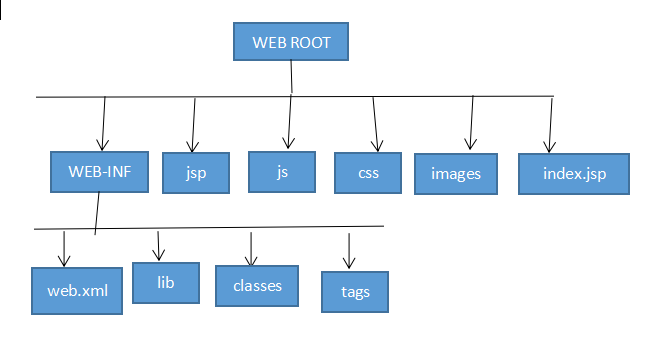 WEB ROOT
WEB-INF
jsp
js
css
images
index.jsp
web.xml
lib
classes
tags